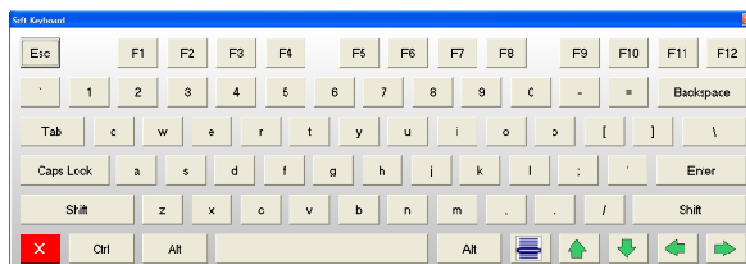 Soft Keyboard
Esc F1 F2 F3 F4 F5 F6 F7 F8 F9 F10 F11 F12
` 1 2 3 4 5 6 7 8 9 0 - = Backspace
Tab q w e r t y u i o p [ ] \
Caps Lock a s d f g h j k l ; ' Enter
Shift z x c v b n m , . / Shift
X Ctrl Alt Alt